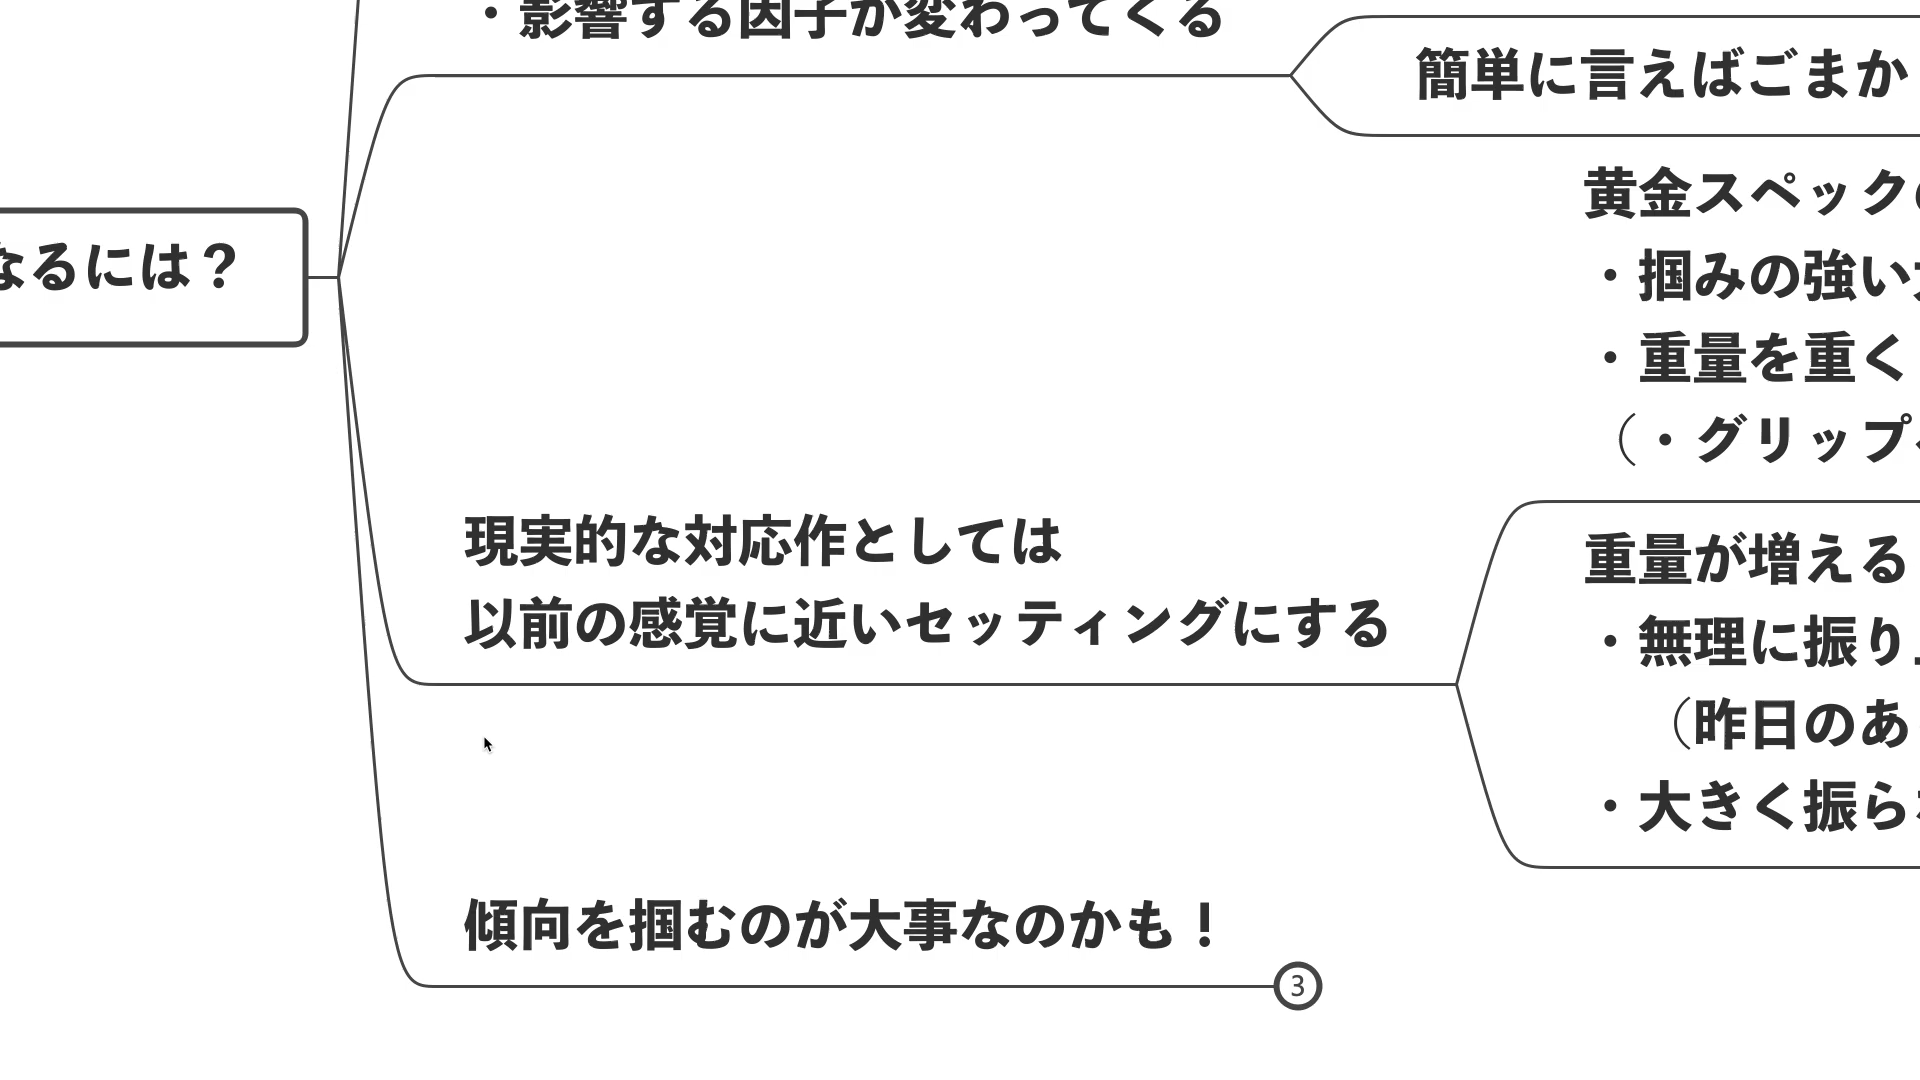 ・影響する因子が変わってくる
簡単に言えばごまか
なるには？
黄金スペックの
・掴みの強い
・重量を重く
（・グリップ
現実的な対応作としては
以前の感覚に近いセッティングにする
重量が増える
・無理に振り
（昨日のあ
・大きく振ら
傾向を掴むのが大事なのかも！
3